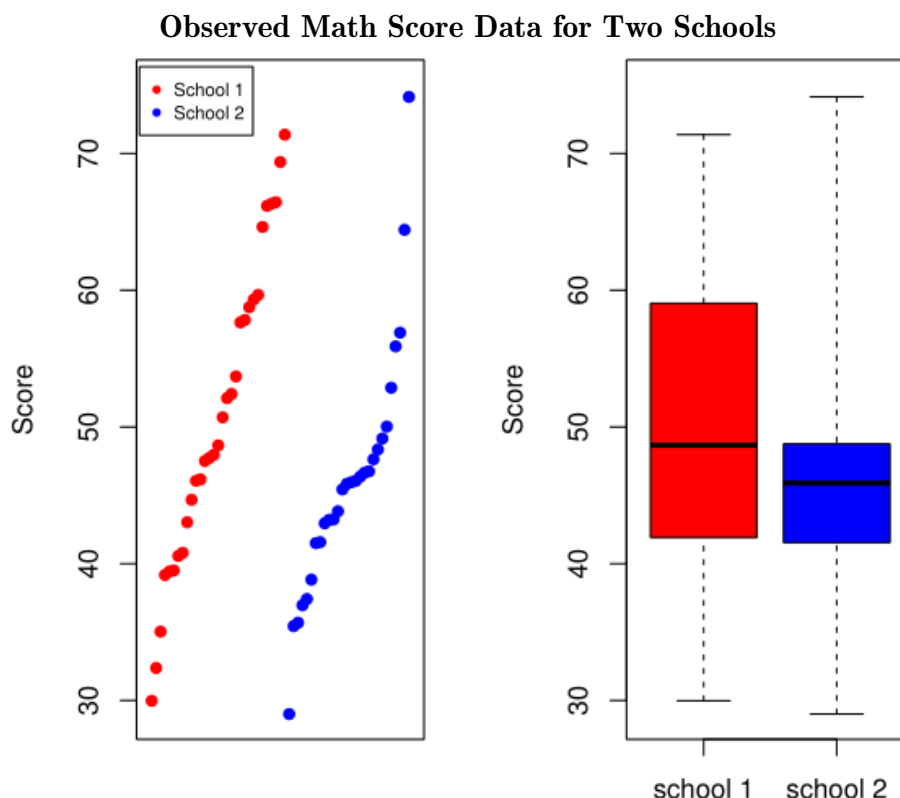 Observed Math Score Data for Two Schools
School 1
School 2
Score
30
40
50
60
70
Score
30
40
50
60
70
school 1
school 2